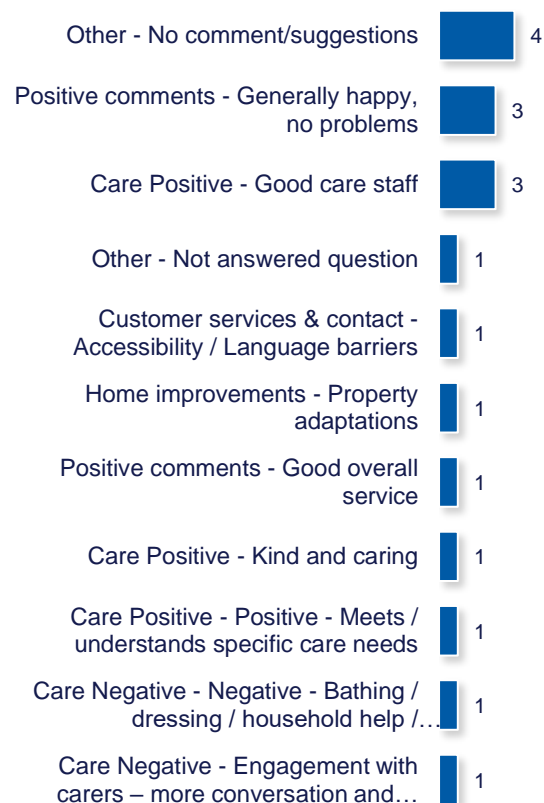 Other - No comment/suggestions 4
Positive comments - Generally happy,
no problems 3
Care Positive - Good care staff 3
Other - Not answered question 1
Customer services & contact -
Accessibility / Language barriers 1
Home improvements - Property
adaptations 1
Positive comments - Good overall
service 1
Care Positive - Kind and caring 1
Care Positive - Positive - Meets /
understands specific care needs 1
Care Negative - Negative - Bathing /
dressing / household help /… 1
Care Negative - Engagement with
carers – more conversation and… 1